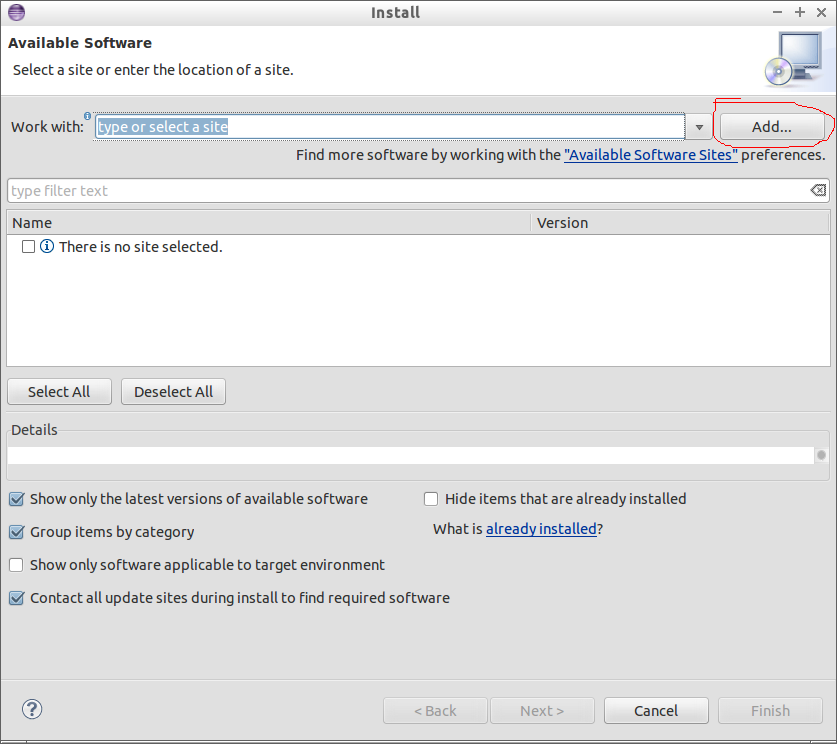 Install
Available Software
Select a site or enter the location of a site.
Work with: type or select a site Add...
Find more software by working with the "Available Software Sites" preferences.
type filter text
Name Version
There is no site selected.
Select All Deselect All
Details
Show only the latest versions of available software Hide items that are already installed
Group items by category What is already installed?
Show only software applicable to target environment
Contact all update sites during install to find required software
? < Back Next > Cancel Finish